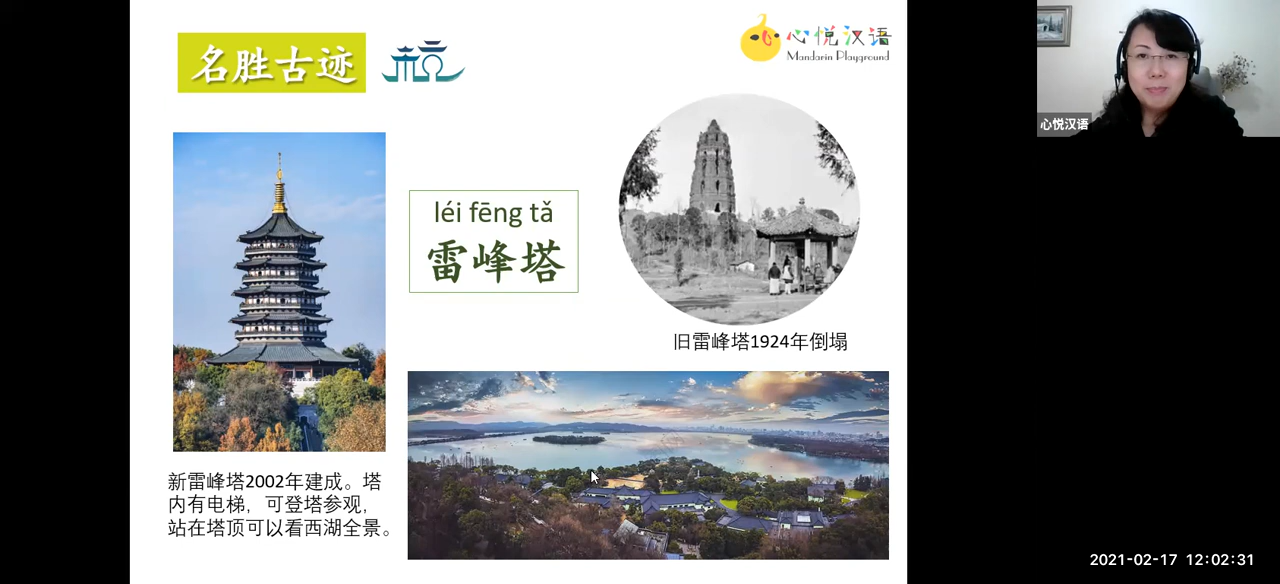 名胜古迹
杭
心悦汉语
Mandarin Playground
心悦汉语
léi fēng tǎ
雷峰塔
旧雷峰塔1924年倒塌
新雷峰塔2002年建成。塔
内有电梯，可登塔参观，
站在塔顶可以看西湖全景。
2021-02-17 12:02:31